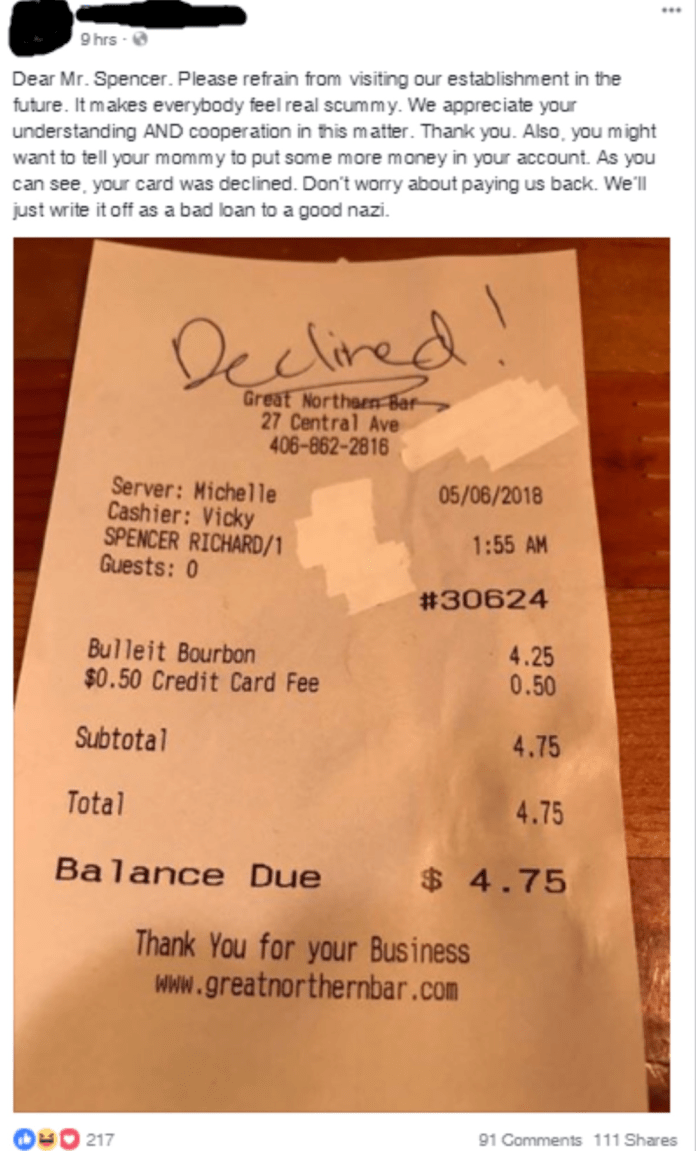 9 hrs ·
Dear Mr. Spencer. Please refrain from visiting our establishment in the
future. It makes everybody feel real scummy. We appreciate your
understanding AND cooperation in this matter. Thank you. Also, you might
want to tell your mommy to put some more money in your account. As you
can see, your card was declined. Don't worry about paying us back. We'll
just write it off as a bad loan to a good nazi.
Declined!
Great Northern Bar
27 Central Ave
406-862-2816
Server: Michelle
05/06/2018
Cashier: Vicky
SPENCER RICHARD/1
1:55 AM
Guests: 0
#30624
Bulleit Bourbon 4.25
$0.50 Credit Card Fee 0.50
Subtotal 4.75
Total 4.75
Balance Due $ 4.75
Thank You for your Business
www.greatnorthernbar.com
217
91 Comments 111 Shares